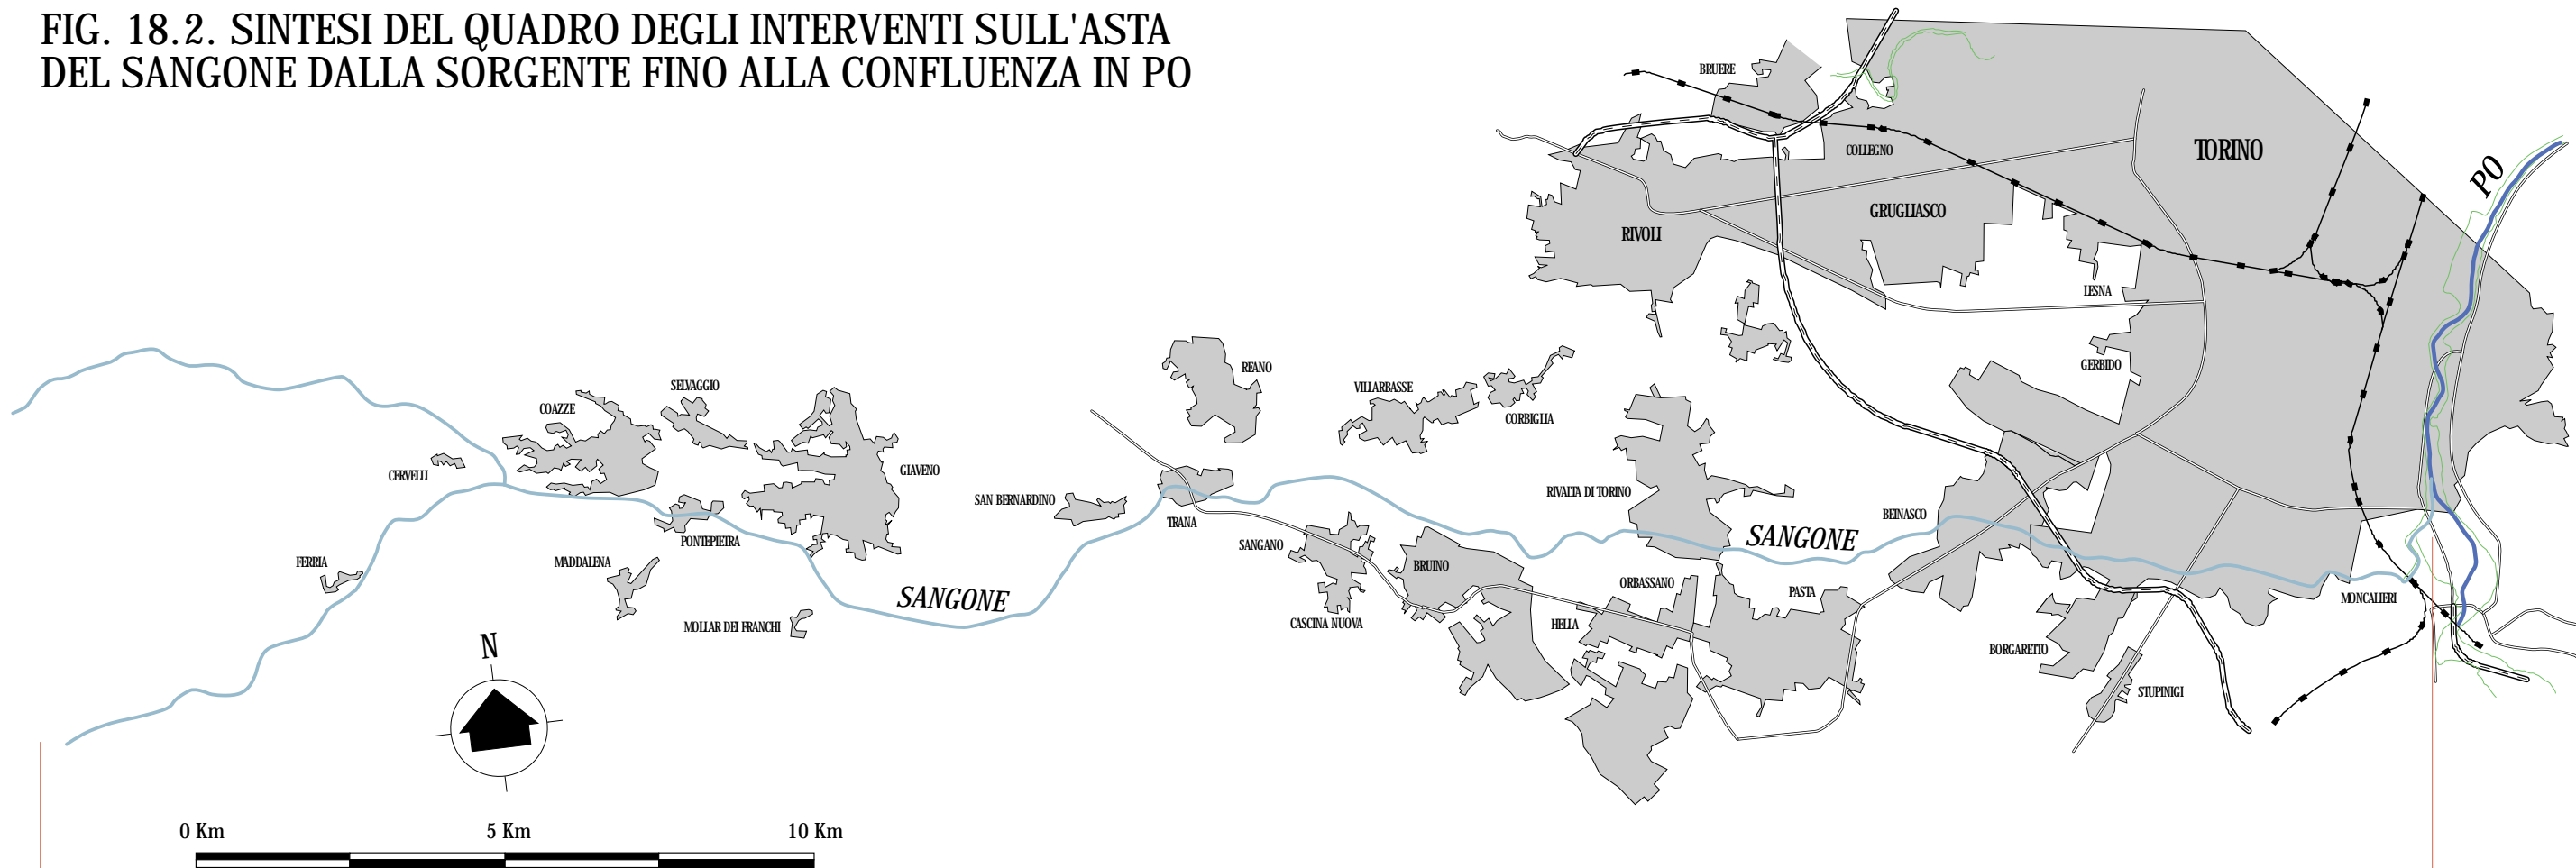 FIG. 18.2. SINTESI DEL QUADRO DEGLI INTERVENTI SULL'ASTA
DEL SANGONE DALLA SORGENTE FINO ALLA CONFLUENZA IN PO
BRUERE
COLLEGNO
TORINO
PO
GRUGLIASCO
RIVOLI
LESNA
GERBIDO
REANO
SELVAGGIO
VILLARBASSE
COAZZE
CORBIGLIA
GIAVENO
CERVELLI
SAN BERNARDINO
RIVALTA DI TORINO
BEINASCO
TRANA
PONTEPIETRA
SANGANO
SANGONE
FERRIA
MADDALENA
BRUINO
ORBASSANO
PASTA
MONCALIERI
SANGONE
MOLLAR DEI FRANCHI
CASCINA NUOVA
HELLA
BORGARETTO
N
STUPINIGI
0 Km
5 Km
10 Km